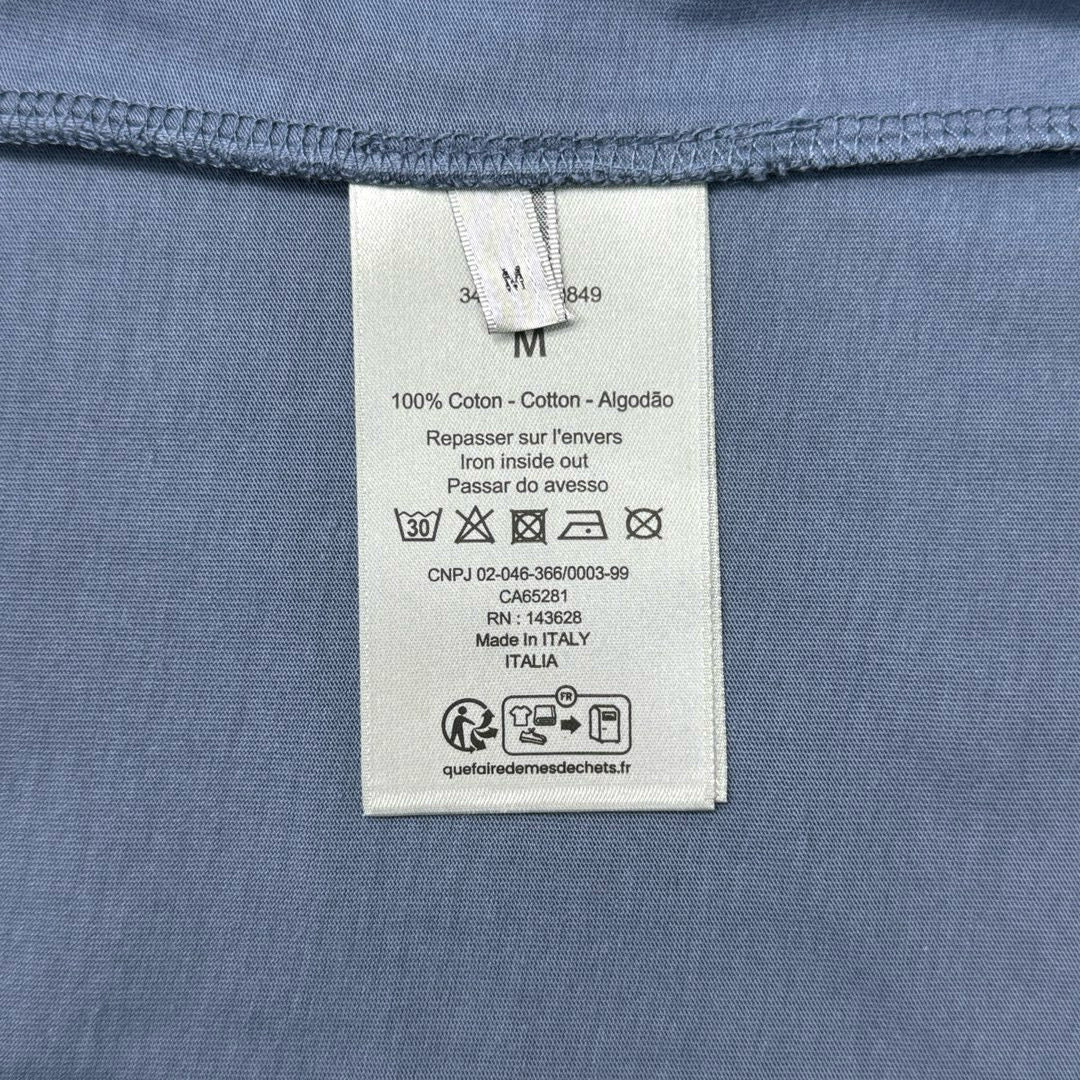 M
34 849
M
100% Coton - Cotton - Algodão
Repasser sur l'envers
Iron inside out
Passar do avesso
30
CNPJ 02-046-366/0003-99
CA65281
RN : 143628
Made In ITALY
ITALIA
FR
quefairedemesdechets.fr